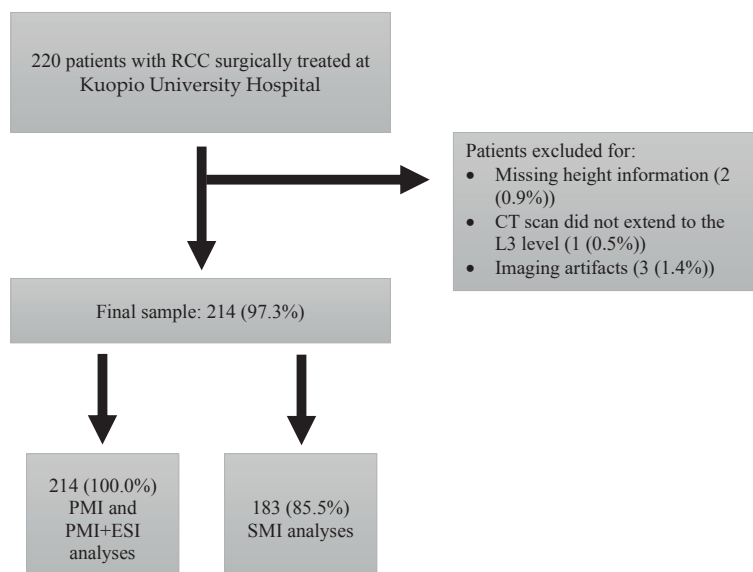 220 patients with RCC surgically treated at
Kuopio University Hospital
Patients excluded for:
• Missing height information (2
(0.9%))
• CT scan did not extend to the
L3 level (1 (0.5%))
• Imaging artifacts (3 (1.4%))
Final sample: 214 (97.3%)
214 (100.0%)
PMI and
PMI+ESI
analyses
183 (85.5%)
SMI analyses